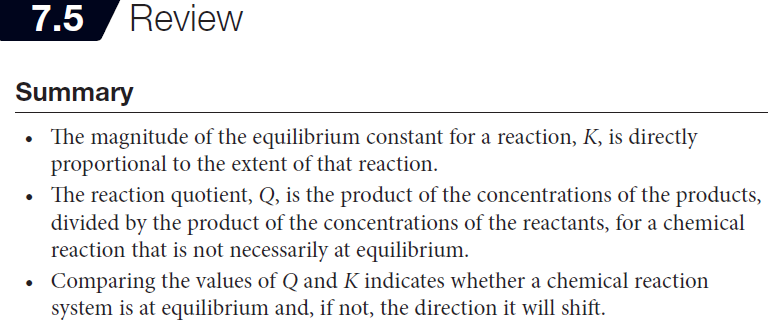 7.5 Review
Summary
• The magnitude of the equilibrium constant for a reaction, K, is directly
proportional to the extent of that reaction.
• The reaction quotient, Q, is the product of the concentrations of the products,
divided by the product of the concentrations of the reactants, for a chemical
reaction that is not necessarily at equilibrium.
• Comparing the values of Q and K indicates whether a chemical reaction
system is at equilibrium and, if not, the direction it will shift.